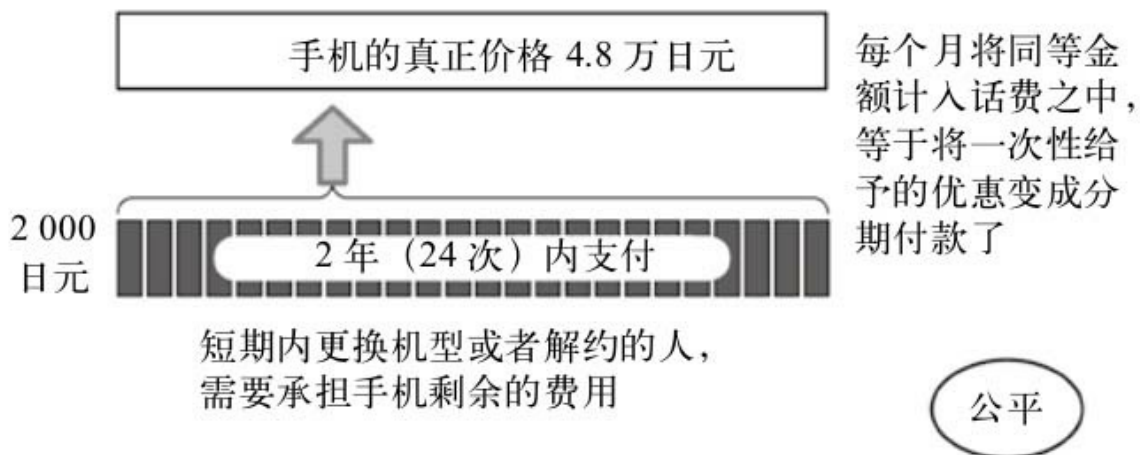 手机的真正价格 4.8 万日元
每个月将同等金
额计入话费之中，
等于将一次性给
予的优惠变成分
期付款了
2 000
日元
2 年（24 次）内支付
短期内更换机型或者解约的人，
需要承担手机剩余的费用
公平